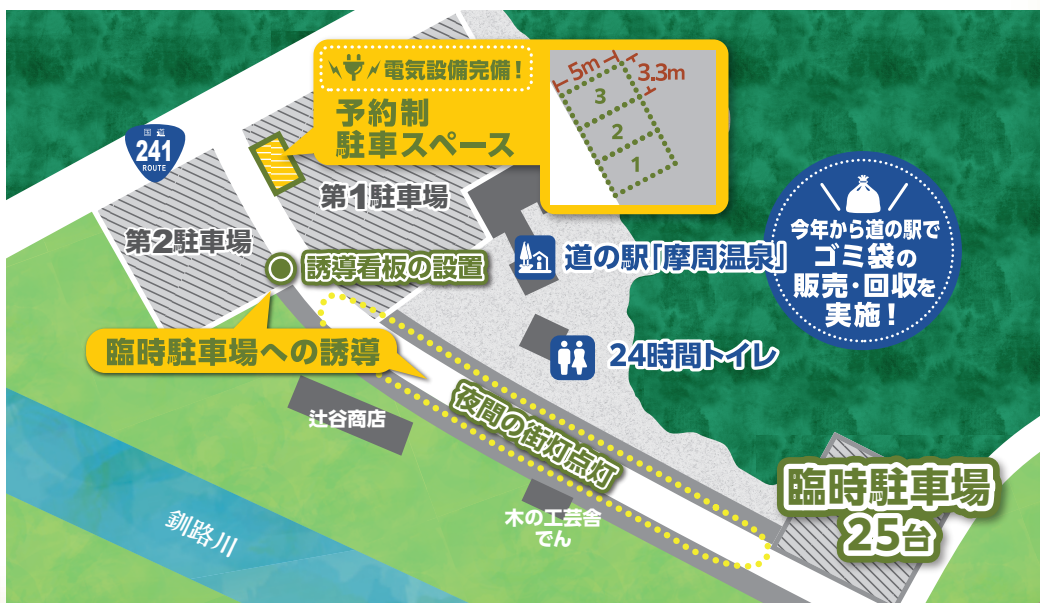 電気設備完備！
予約制
駐車スペース
5m
3.3m
3
2
1
国道
241
ROUTE
第1駐車場
第2駐車場
誘導看板の設置
臨時駐車場への誘導
道の駅「摩周温泉」
24時間トイレ
今年から道の駅で
ゴミ袋の
販売・回収を
実施！
辻谷商店
夜間の街灯点灯
木の工芸舎
でん
釧路川
臨時駐車場
25台